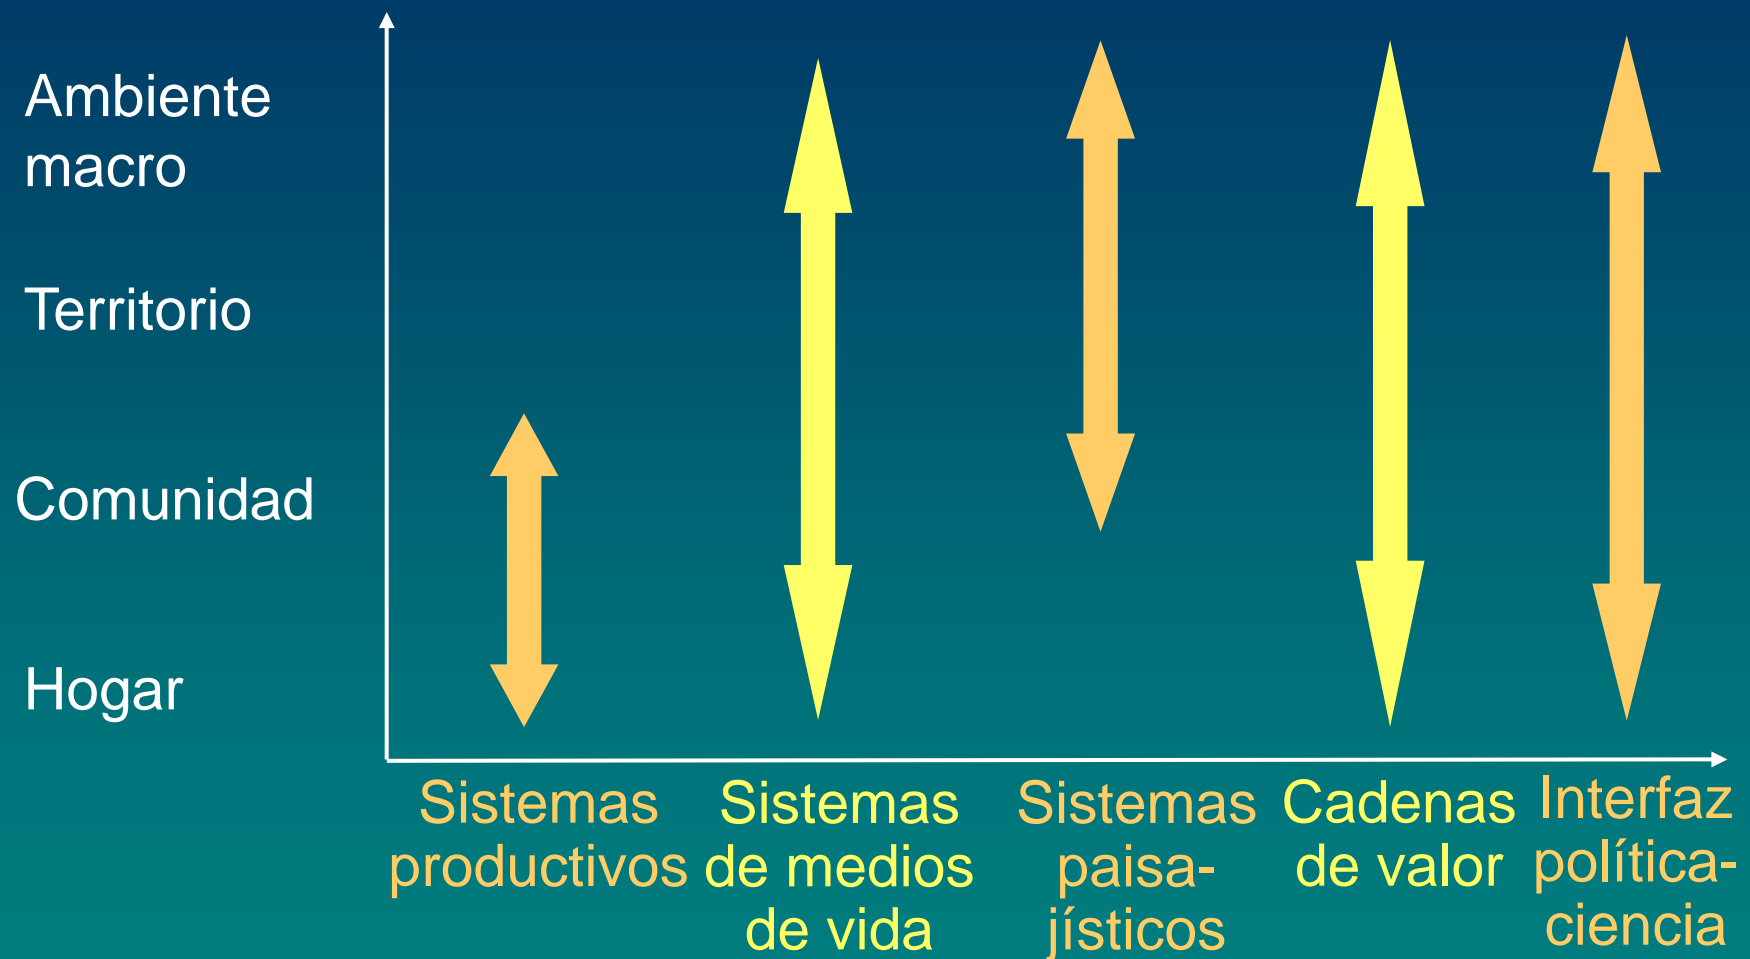 Ambiente
macro
Territorio
Comunidad
Hogar
Sistemas
productivos
Sistemas
de medios
de vida
Sistemas
paisa-
jísticos
Cadenas
de valor
Interfaz
política-
ciencia